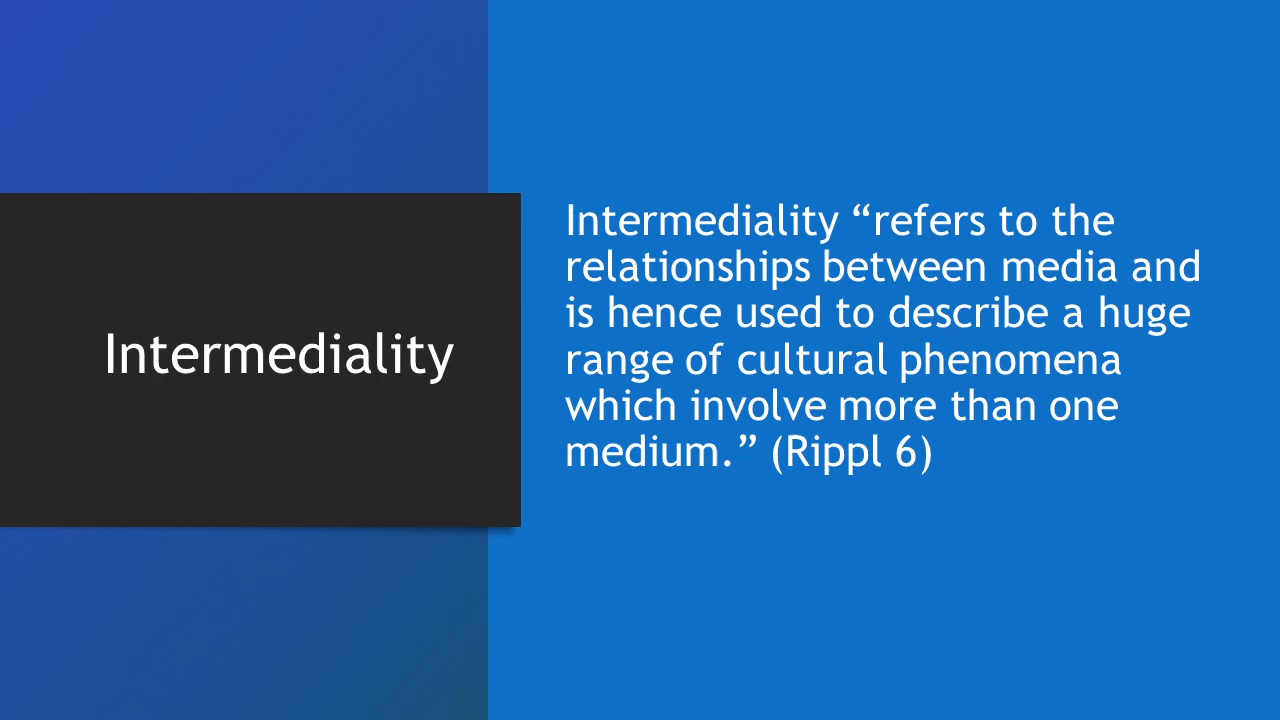 Intermediality
Intermediality “refers to the
relationships between media and
is hence used to describe a huge
range of cultural phenomena
which involve more than one
medium.” (Rippl 6)